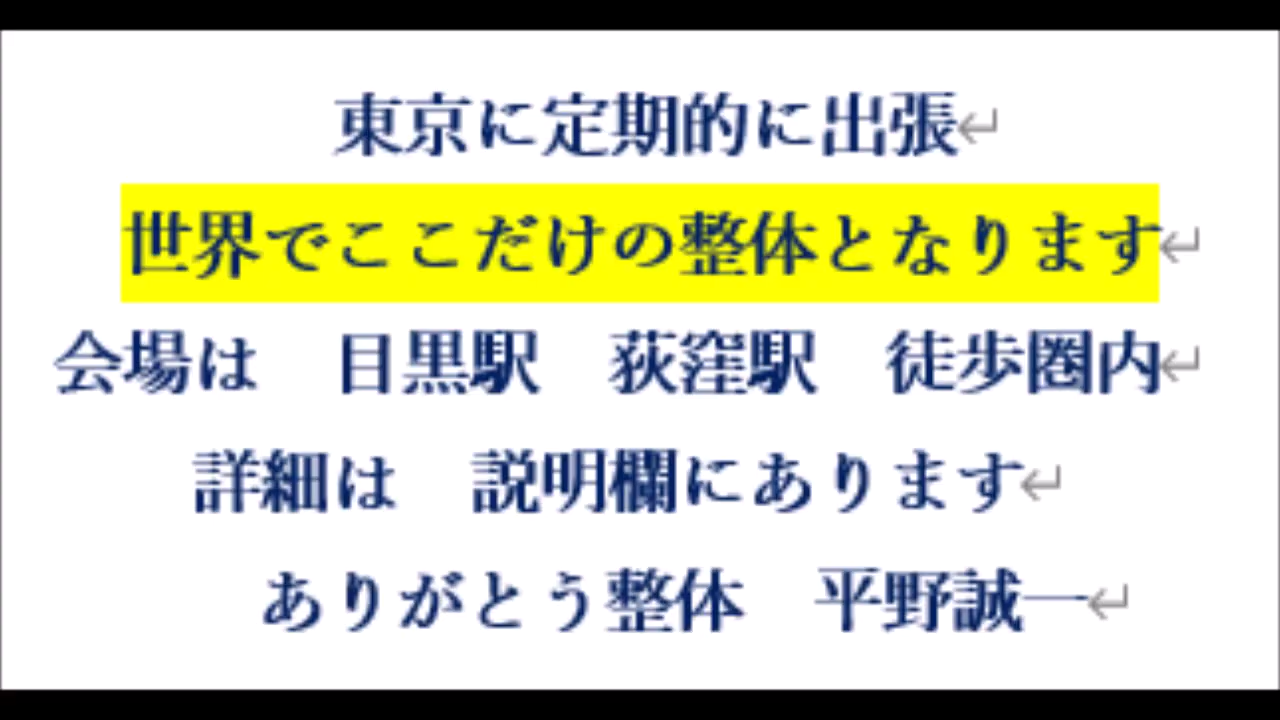 東京に定期的に出張
世界でここだけの整体となります
会場は　目黒駅　荻窪駅　徒歩圏内
詳細は　説明欄にあります
ありがとう整体　平野誠一